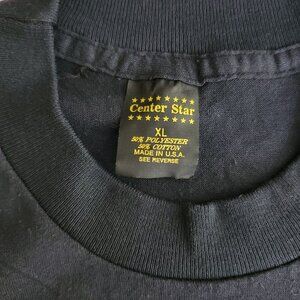 Center Star
XL
50% POLYESTER
50% COTTON
MADE IN U.S.A.
SEE REVERSE